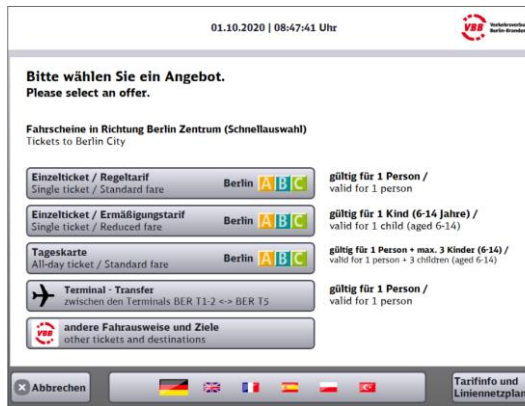 01.10.2020 | 08:47:41 Uhr
VBB
Bitte wählen Sie ein Angebot.
Please select an offer.
Fahrscheine in Richtung Berlin Zentrum (Schnellauswahl)
Tickets to Berlin City
Einzelticket / Regeltarif
Single ticket / Standard fare
Berlin A B C
gültig für 1 Person /
valid for 1 person
Einzelticket / Ermäßigungstarif
Single ticket / Reduced fare
Berlin A B C
gültig für 1 Kind (6-14 Jahre) /
valid for 1 child (aged 6-14)
Tageskarte
All-day ticket / Standard fare
Berlin A B C
gültig für 1 Person + max. 3 Kinder (6-14) /
valid for 1 person + 3 children (aged 6-14)
Terminal - Transfer
zwischen den Terminals BER T1-2 <-> BER T5
gültig für 1 Person /
valid for 1 person
VBB
andere Fahrausweise und Ziele
other tickets and destinations
Abbrechen
Tarifinfo und
Liniennetzplan